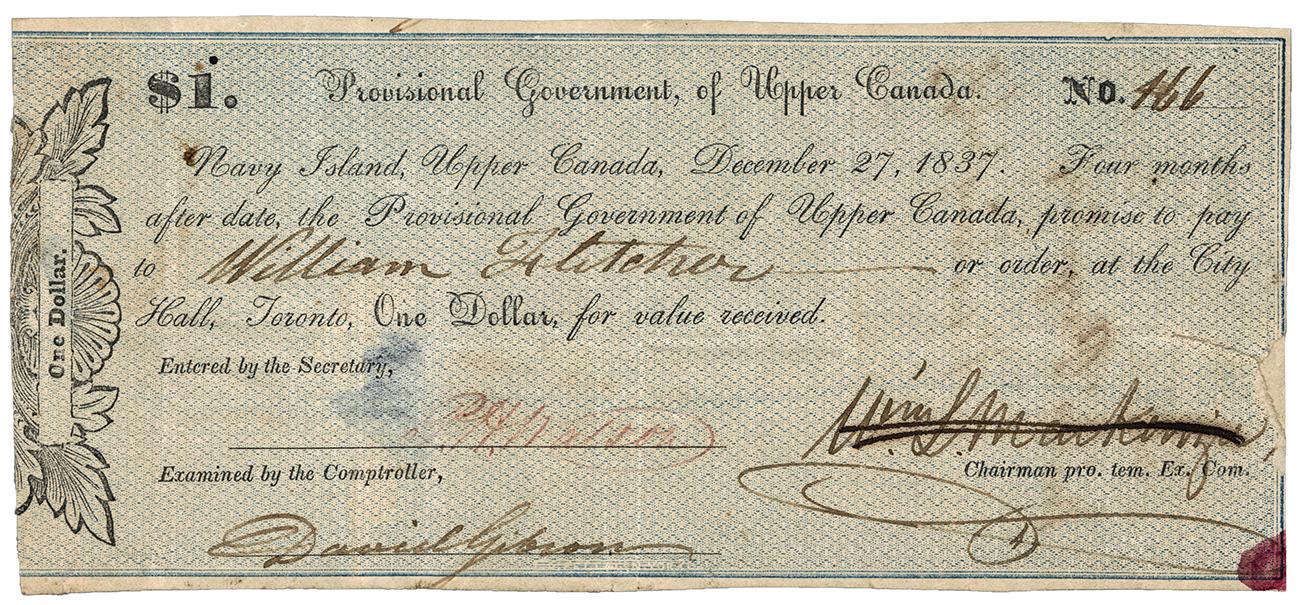 $1. Provisional Government, of Upper Canada. No. 166
Navy Island, Upper Canada, December 27, 1837. Four months
after date, the Provisional Government of Upper Canada, promise to pay
to William Fletcher or order, at the City
Hall, Toronto, One Dollar, for value received.
One Dollar.
Entered by the Secretary,
Wm. L. Mackenzie,
Examined by the Comptroller,
Chairman pro. tem. Ex. Com.
David Gibson